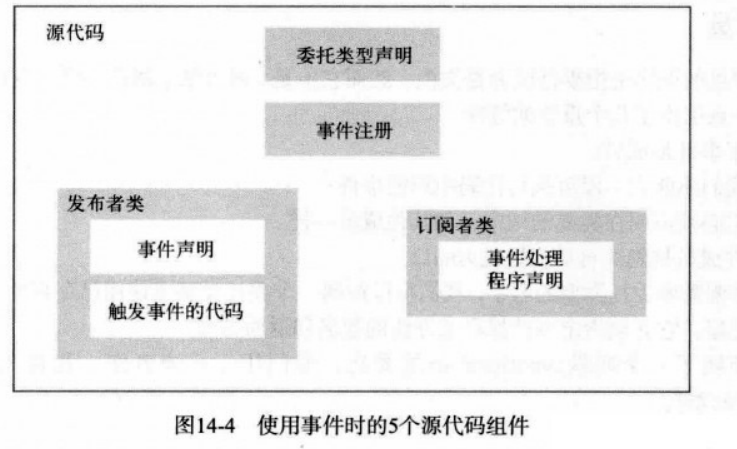 源代码
委托类型声明
事件注册
发布者类
事件声明
触发事件的代码
订阅者类
事件处理
程序声明
图14-4 使用事件时的5个源代码组件